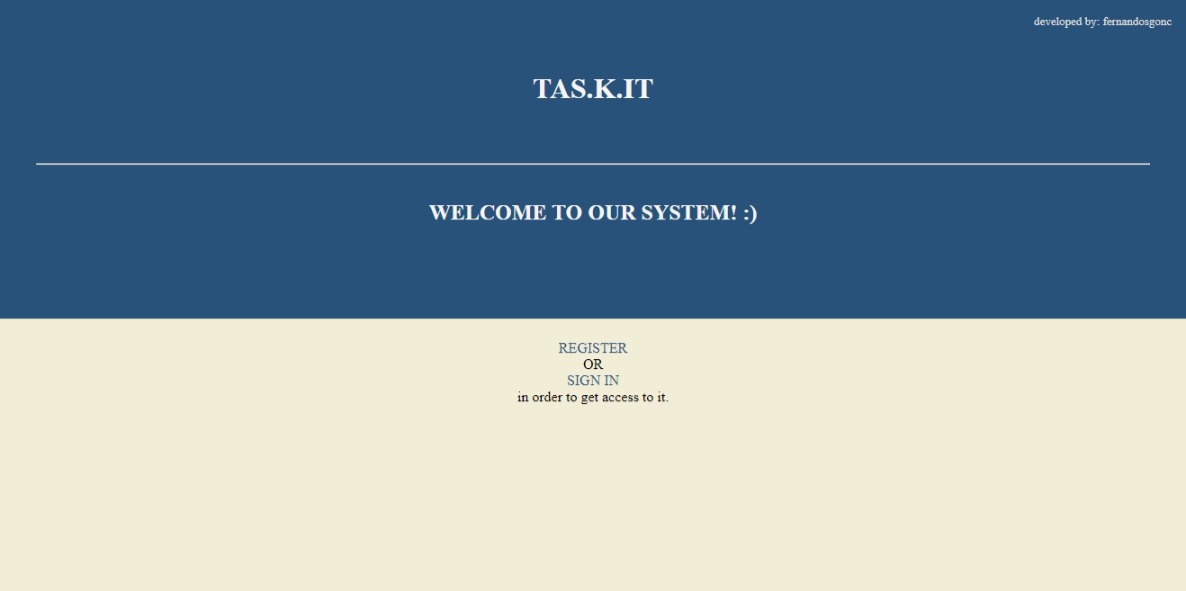 developed by: fernandosgonc
TAS.K.IT
WELCOME TO OUR SYSTEM! :)
REGISTER
OR
SIGN IN
in order to get access to it.